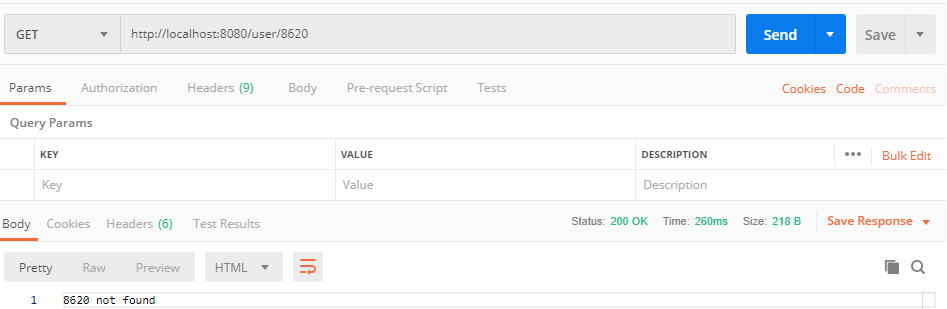 GET http://localhost:8080/user/8620 Send Save
Params Authorization Headers (9) Body Pre-request Script Tests Cookies Code Comments
Query Params
KEY VALUE DESCRIPTION ••• Bulk Edit
Key Value Description
Body Cookies Headers (6) Test Results Status: 200 OK Time: 260ms Size: 218 B Save Response
Pretty Raw Preview HTML
1 8620 not found